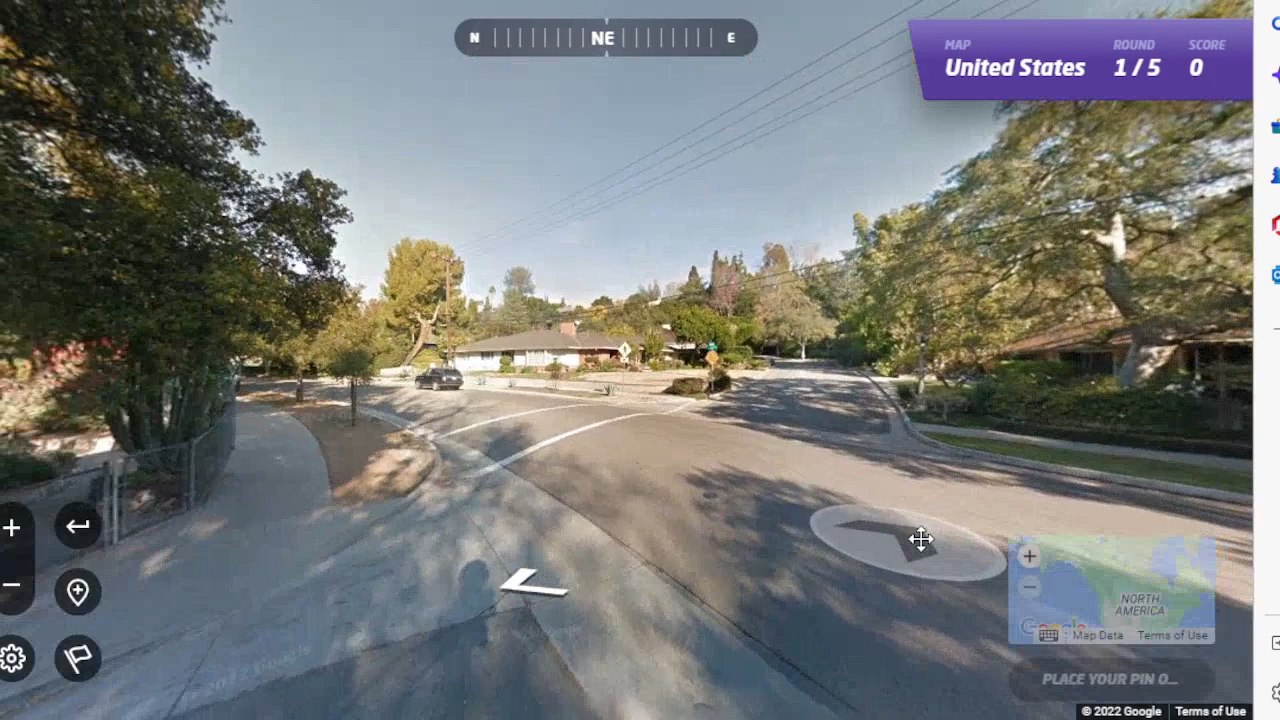 N NE E
MAP ROUND SCORE
United States 1 / 5 0
NORTH
AMERICA
Google
Map Data Terms of Use
PLACE YOUR PIN O...
© 2022 Google Terms of Use